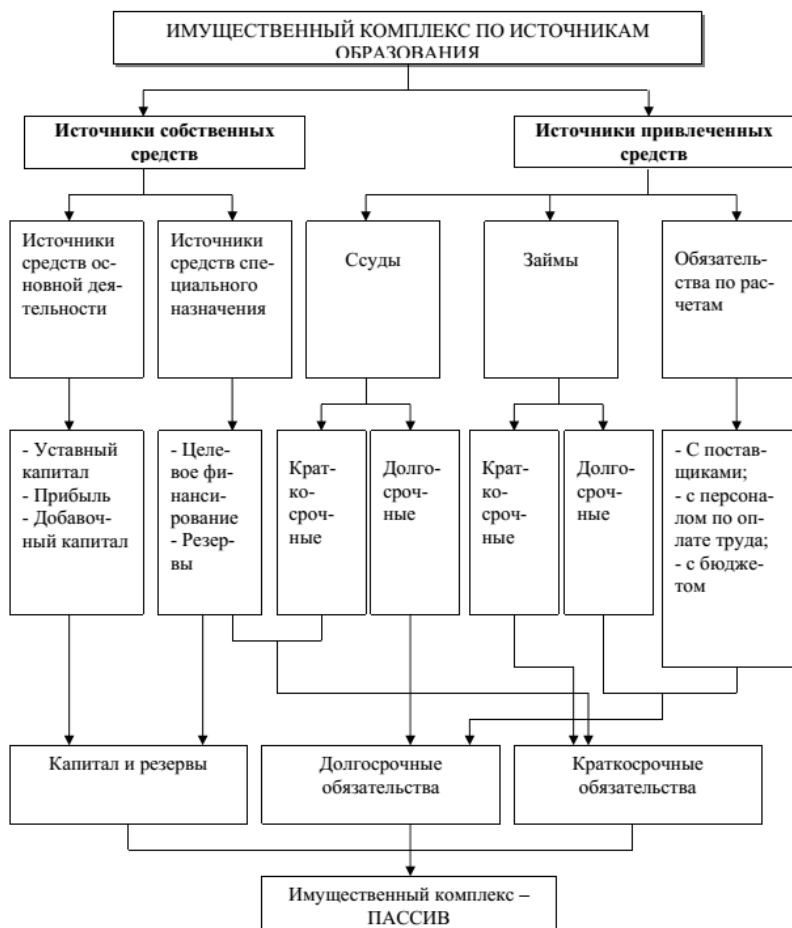 ИМУЩЕСТВЕННЫЙ КОМПЛЕКС ПО ИСТОЧНИКАМ
ОБРАЗОВАНИЯ
Источники собственных
средств
Источники привлеченных
средств
Источники
средств ос-
новной дея-
тельности
Источники
средств спе-
циального
назначения
Ссуды
Займы
Обязатель-
ства по рас-
четам
- Уставный
капитал
- Прибыль
- Добавоч-
ный капитал
- Целе-
вое фи-
нанси-
рование
- Резер-
вы
Крат-
ко-
сроч-
ные
Долго-
сроч-
ные
Крат-
ко-
сроч-
ные
Долго-
сроч-
ные
- С постав-
щиками;
- с персона-
лом по оп-
лате труда;
- с бюдже-
том
Капитал и резервы
Долгосрочные
обязательства
Краткосрочные
обязательства
Имущественный комплекс –
ПАССИВ